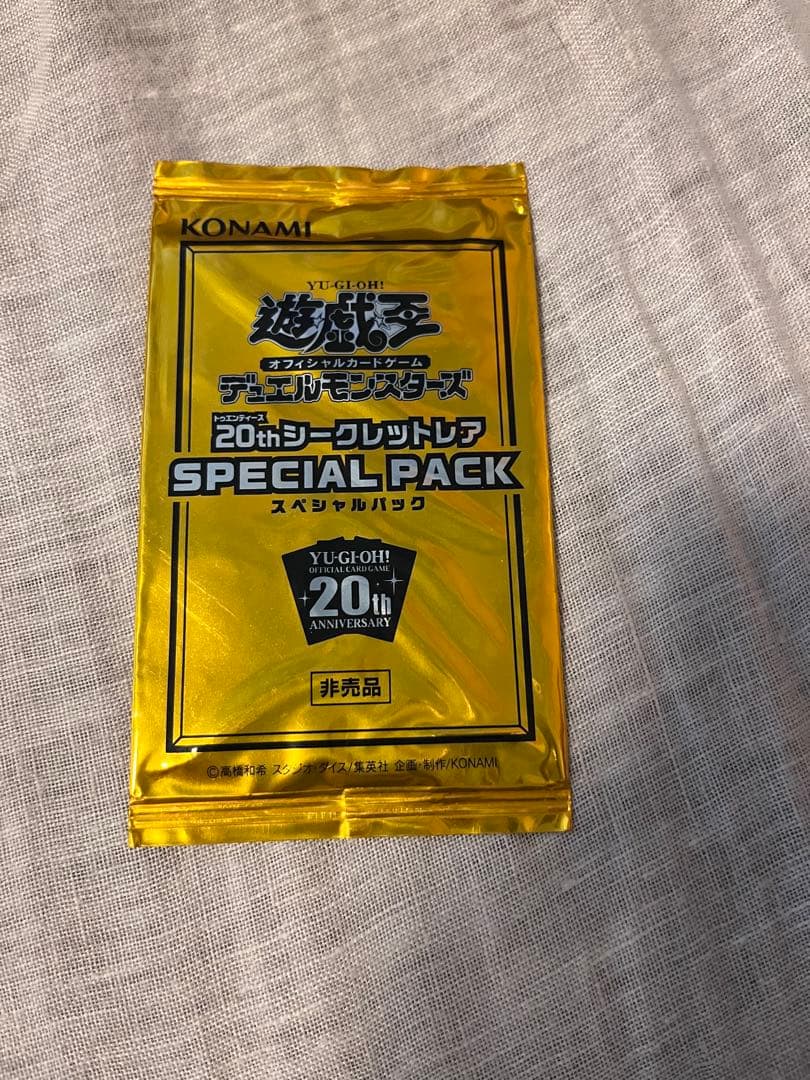 KONAMI
YU-GI-OH!
遊☆戯☆王
オフィシャルカードゲーム
デュエルモンスターズ
トゥエンティース
20thシークレットレア
SPECIAL PACK
スペシャルパック
YU-GI-OH!
OFFICIAL CARD GAME
20th
ANNIVERSARY
非売品
©高橋和希 スタジオ・ダイス/集英社 企画・制作/KONAMI